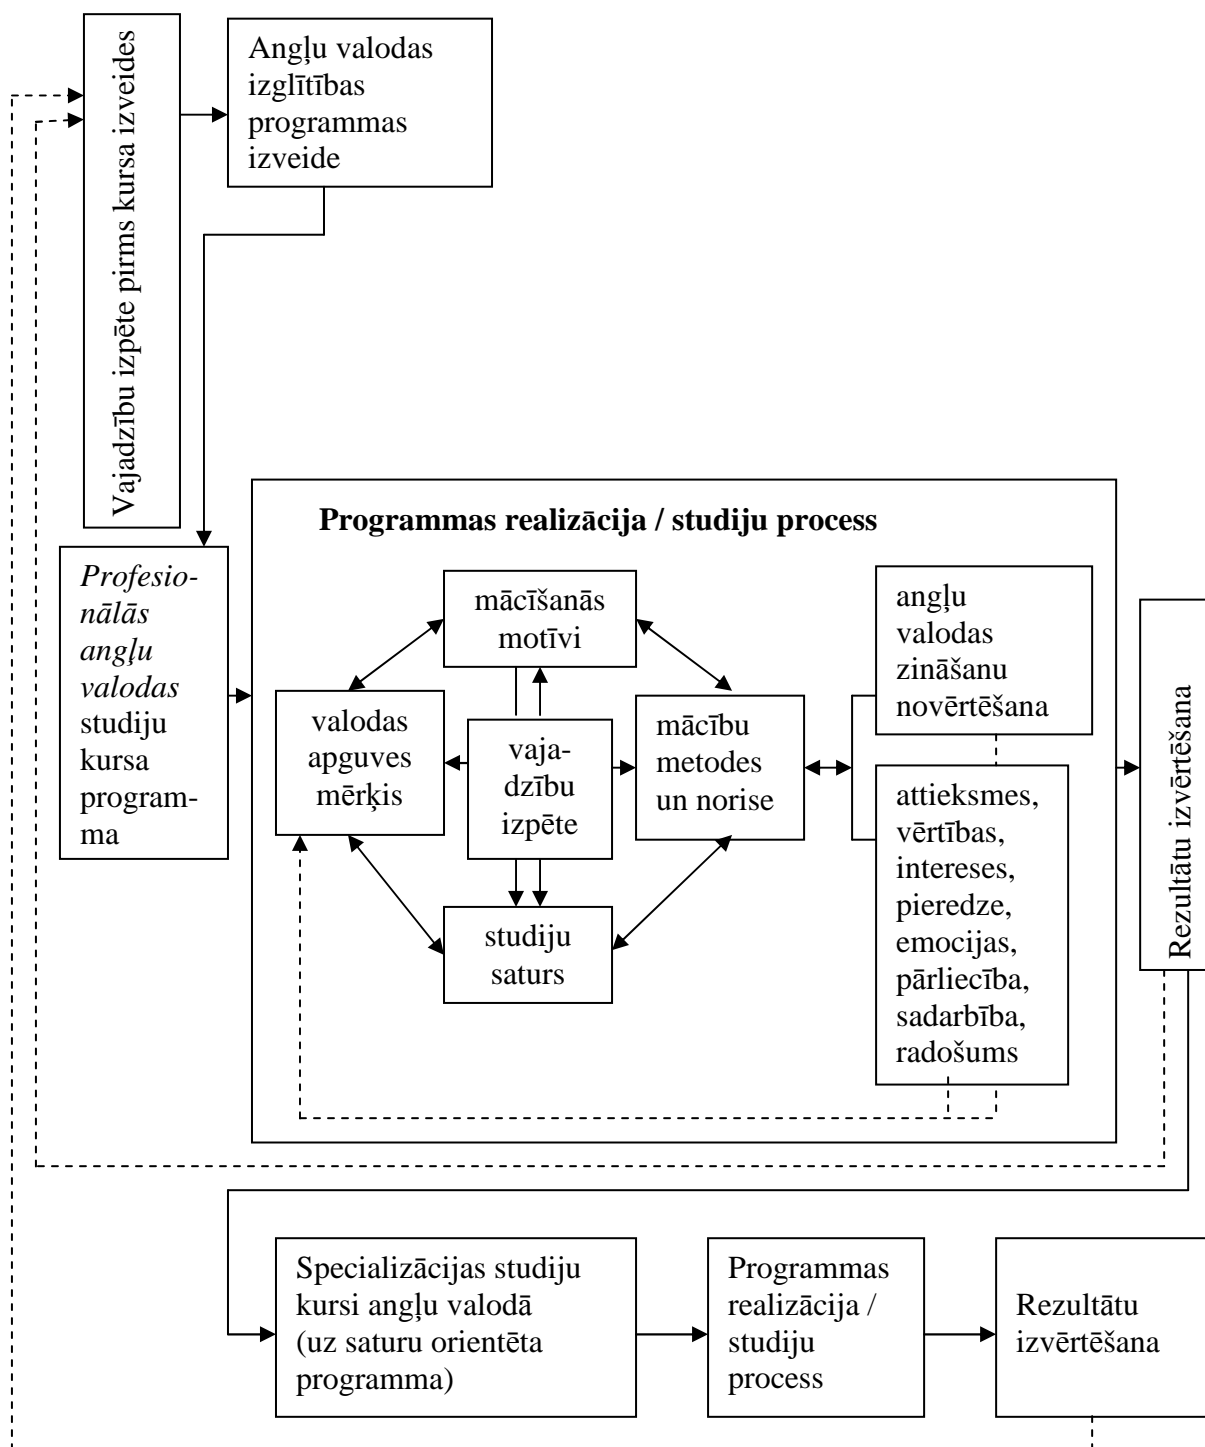 Vajadzību izpēte pirms kursa izveides
Angļu valodas
izglītības
programmas
izveide
Programmas realizācija / studiju process
Profesio-
nālās
angļu
valodas
studiju
kursa
program-
ma
mācīšanās
motīvi
valodas
apguves
mērķis
vaja-
dzību
izpēte
mācību
metodes
un norise
studiju
saturs
angļu
valodas
zināšanu
novērtēšana
attieksmes,
vērtības,
intereses,
pieredze,
emocijas,
pārliecība,
sadarbība,
radošums
Rezultātu izvērtēšana
Specializācijas studiju
kursi angļu valodā
(uz saturu orientēta
programma)
Programmas
realizācija /
studiju
process
Rezultātu
izvērtēšana